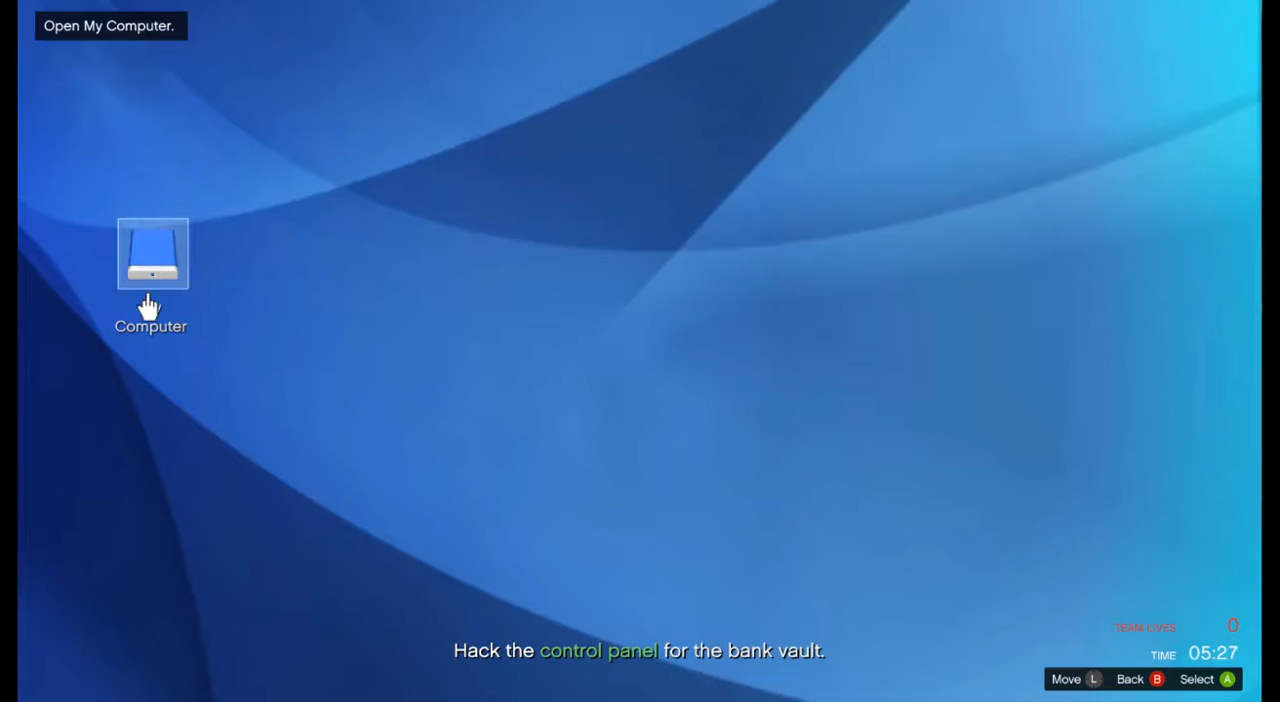 Open My Computer.
Computer
Hack the control panel for the bank vault.
TEAM LIVES 0
TIME 05:27
Move L Back B Select A